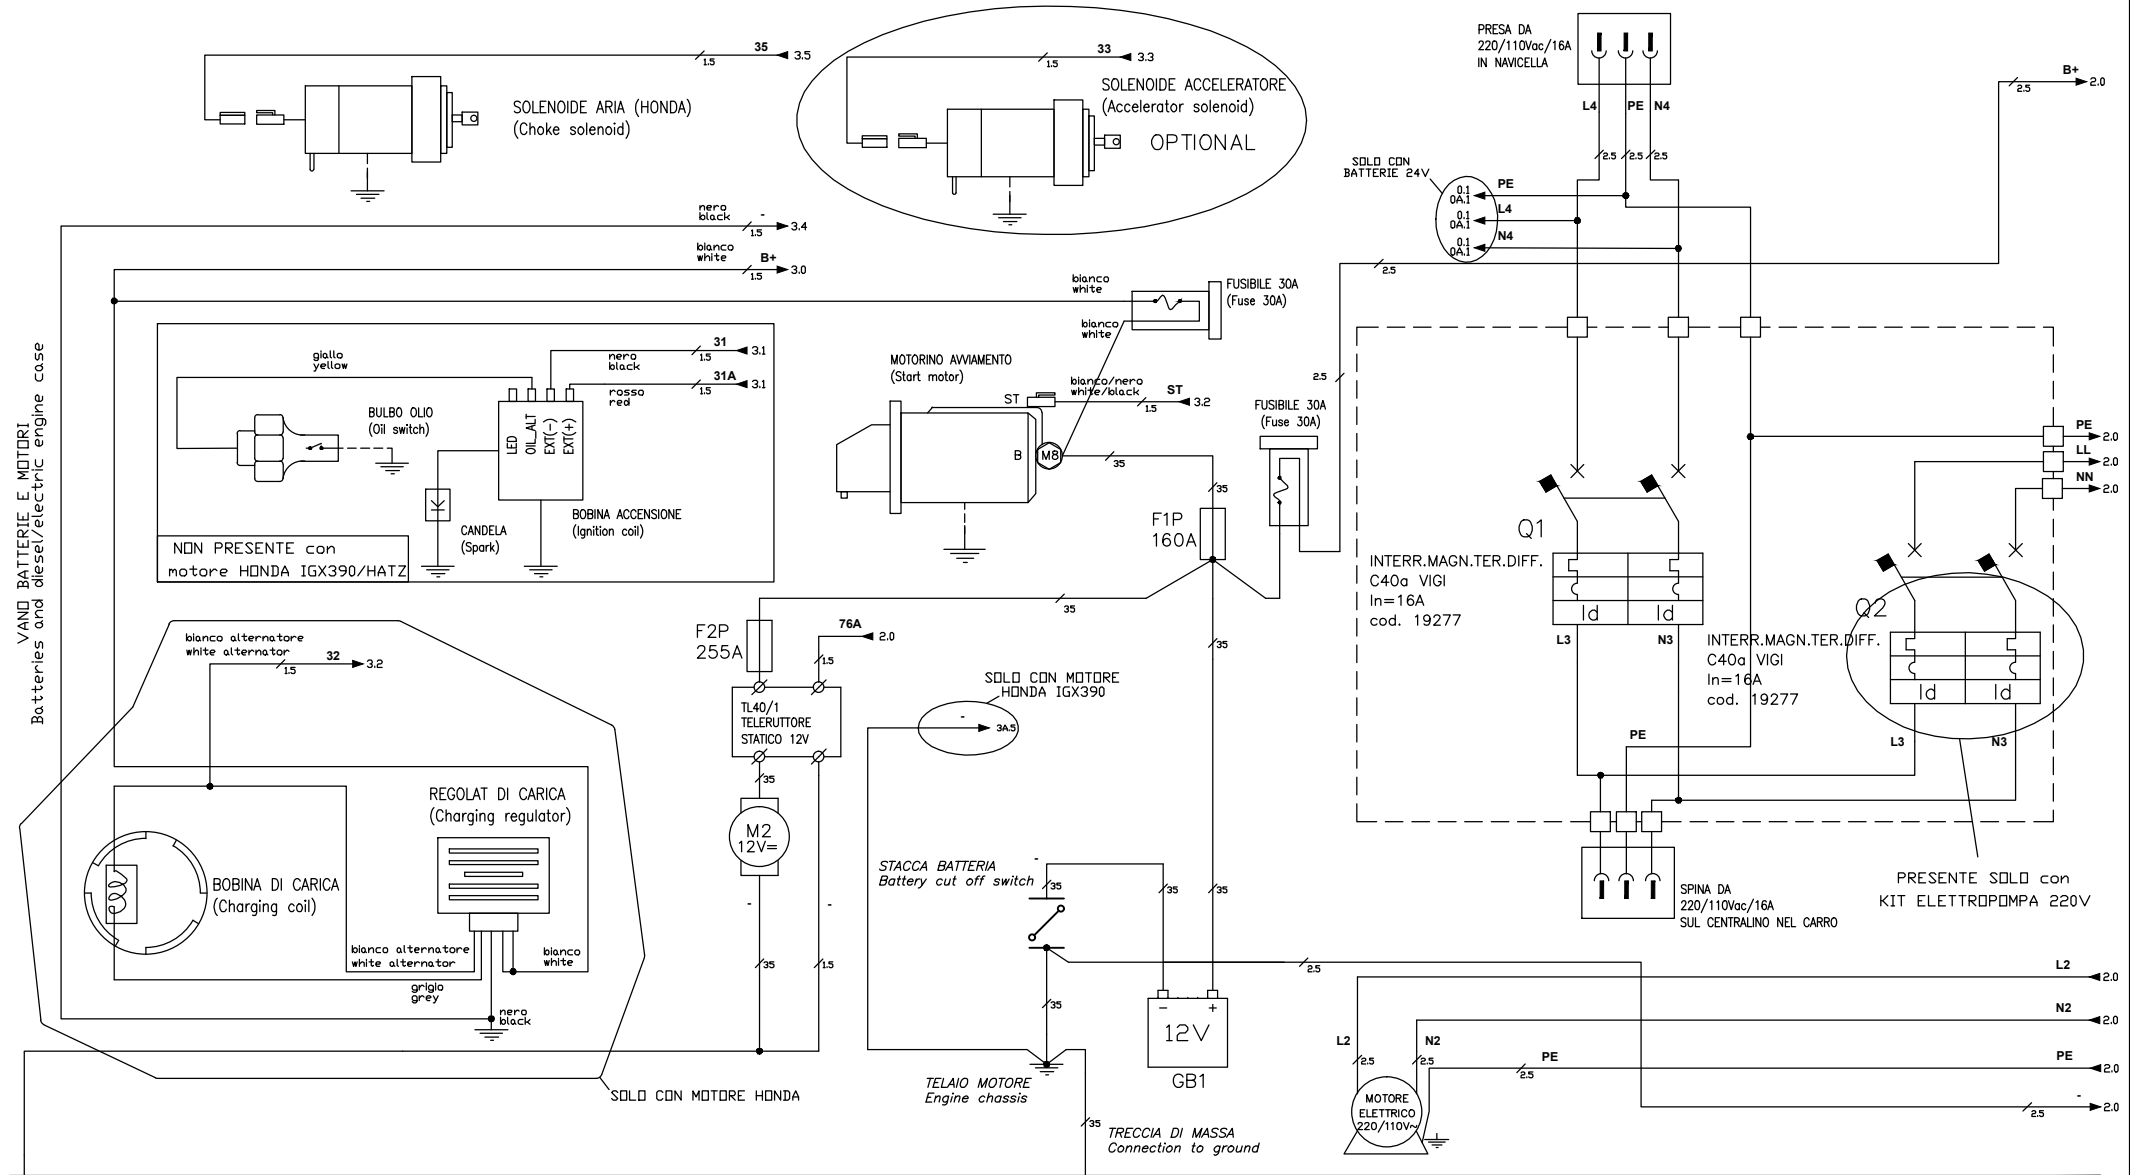 35
3.5
1.5
SOLENOIDE ARIA (HONDA)
(Choke solenoid)
33
3.3
1.5
SOLENOIDE ACCELERATORE
(Accelerator solenoid)
OPTIONAL
PRESA DA
220/110Vac/16A
IN NAVICELLA
L4
PE
N4
2.5
2.5
2.5
B+
2.0
2.5
SOLO CON
BATTERIE 24V
0.1
0A.1
PE
0.1
0A.1
L4
0.1
0A.1
N4
2.5
nero
black
-
3.4
1.5
bianco
white
B+
3.0
1.5
bianco
white
FUSIBILE 30A
(Fuse 30A)
bianco
white
VANO BATTERIE E MOTORI
Batteries and diesel/electric engine case
giallo
yellow
31
3.1
1.5
nero
black
31A
3.1
1.5
rosso
red
BULBO OLIO
(Oil switch)
LED
OIL_ALT
EXT(-)
EXT(+)
BOBINA ACCENSIONE
(Ignition coil)
CANDELA
(Spark)
NON PRESENTE con
motore HONDA IGX390/HATZ
MOTORINO AVVIAMENTO
(Start motor)
bianco/nero
white/black
ST
ST
3.2
1.5
B
M8
35
35
FUSIBILE 30A
(Fuse 30A)
2.5
F1P
160A
35
35
F2P
255A
76A
2.0
1.5
TL40/1
TELERUTTORE
STATICO 12V
35
M2
12V=
-
-
35
1.5
SOLO CON MOTORE
HONDA IGX390
-
3A.5
Q1
INTERR.MAGN.TER.DIFF.
C40a VIGI
In=16A
cod. 19277
Id
Id
L3
N3
PE
2.0
LL
2.0
NN
2.0
Q2
INTERR.MAGN.TER.DIFF.
C40a VIGI
In=16A
cod. 19277
Id
Id
L3
N3
PE
PRESENTE SOLO con
KIT ELETTROPOMPA 220V
SPINA DA
220/110Vac/16A
SUL CENTRALINO NEL CARRO
bianco alternatore
white alternator
32
3.2
1.5
REGOLAT DI CARICA
(Charging regulator)
BOBINA DI CARICA
(Charging coil)
bianco alternatore
white alternator
bianco
white
grigio
grey
nero
black
SOLO CON MOTORE HONDA
STACCA BATTERIA
Battery cut off switch
-
35
35
35
2.5
35
-
+
12V
GB1
TELAIO MOTORE
Engine chassis
35
TRECCIA DI MASSA
Connection to ground
L2
2.0
N2
2.0
L2
N2
2.5
2.5
PE
2.5
PE
2.0
MOTORE
ELETTRICO
220/110V~
-
2.0
2.5